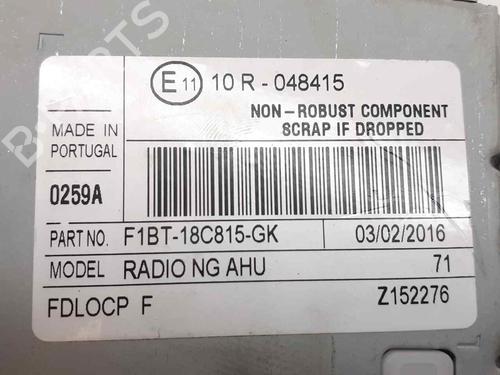 E 11 10 R - 048415
NON-ROBUST COMPONENT
SCRAP IF DROPPED
MADE IN
PORTUGAL
0259A
PART NO. F1BT-18C815-GK 03/02/2016
MODEL RADIO NG AHU 71
FDLOCP F Z152276